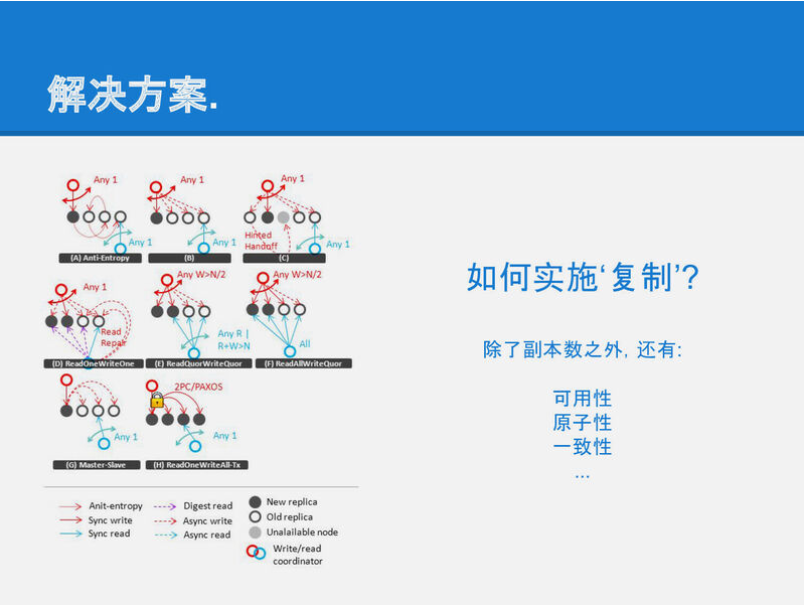 解决方案.
Any 1
Any 1
Any 1
Any 1
Any 1
Hinted
Handoff
Any 1
(A) Anti-Entropy
(B)
(C)
Any 1
Any W>N/2
Any W>N/2
Read
Repair
Any R |
R+W>N
All
(D) ReadOneWriteOne
(E) ReadQuorWriteQuor
(F) ReadAllWriteQuor
2PC/PAXOS
Any 1
Any 1
(G) Master-Slave
(H) ReadOneWriteAll-Tx
Anit-entropy
Digest read
New replica
Sync write
Async write
Old replica
Sync read
Async read
Unailailable node
Write/read
coordinator
如何实施‘复制’?
除了副本数之外, 还有:
可用性
原子性
一致性
...